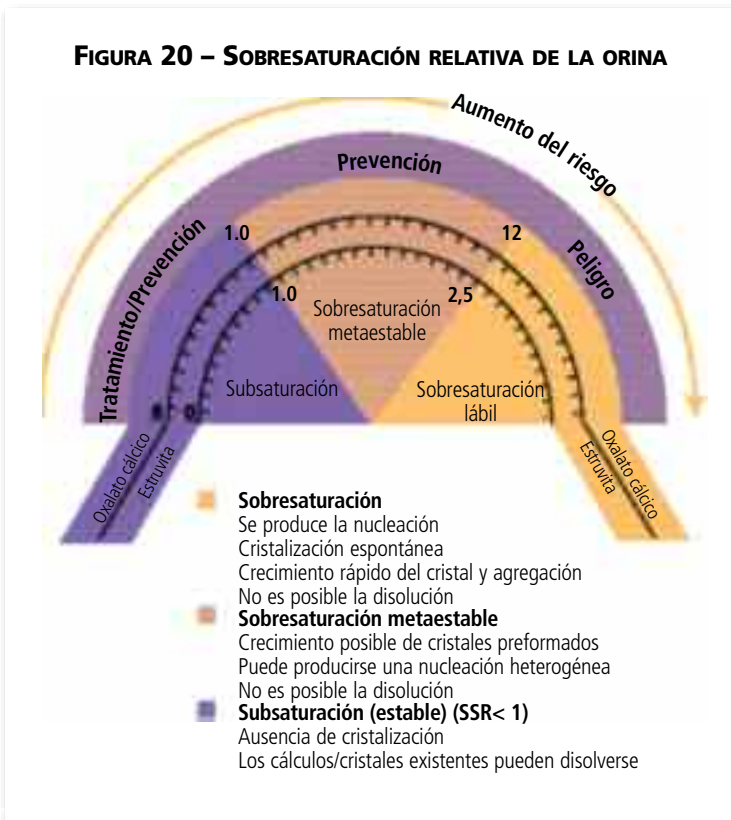 FIGURA 20 – SOBRESATURACIÓN RELATIVA DE LA ORINA
Aumento del riesgo
Prevención
Tratamiento/Prevención
Peligro
1.0
12
1.0
2,5
Sobresaturación
metaestable
Subsaturación
Sobresaturación
lábil
0
0
Oxalato cálcico
Estruvita
Oxalato cálcico
Estruvita
Sobresaturación
Se produce la nucleación
Cristalización espontánea
Crecimiento rápido del cristal y agregación
No es posible la disolución
Sobresaturación metaestable
Crecimiento posible de cristales preformados
Puede producirse una nucleación heterogénea
No es posible la disolución
Subsaturación (estable) (SSR< 1)
Ausencia de cristalización
Los cálculos/cristales existentes pueden disolverse